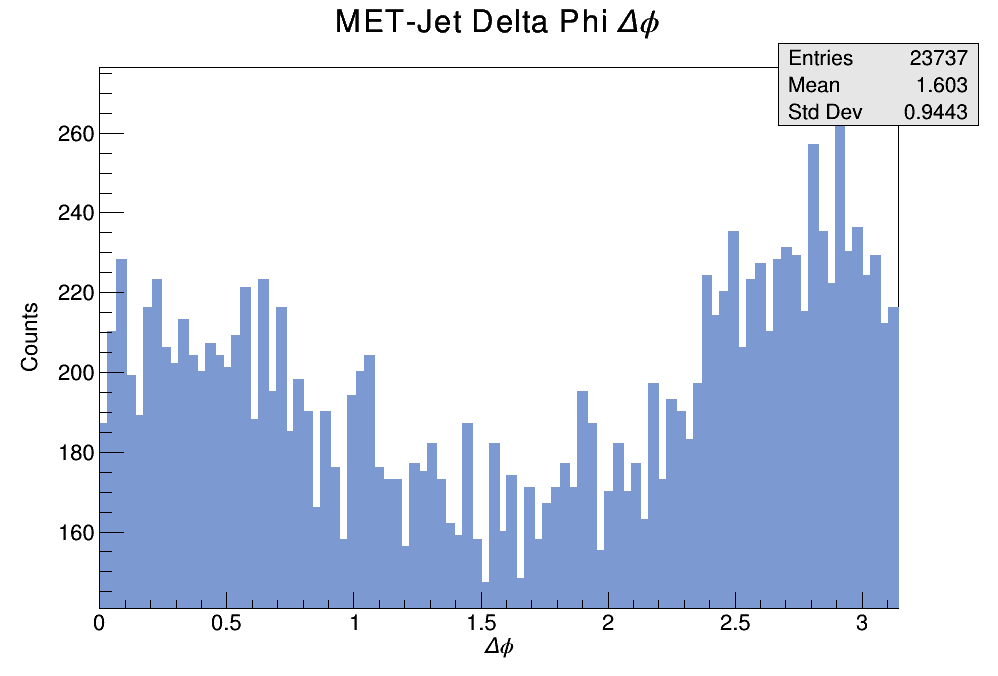 MET-Jet Delta Phi Δϕ
Entries 23737
Mean 1.603
Std Dev 0.9443
Counts
260
240
220
200
180
160
0 0.5 1 1.5 2 2.5 3
Δϕ